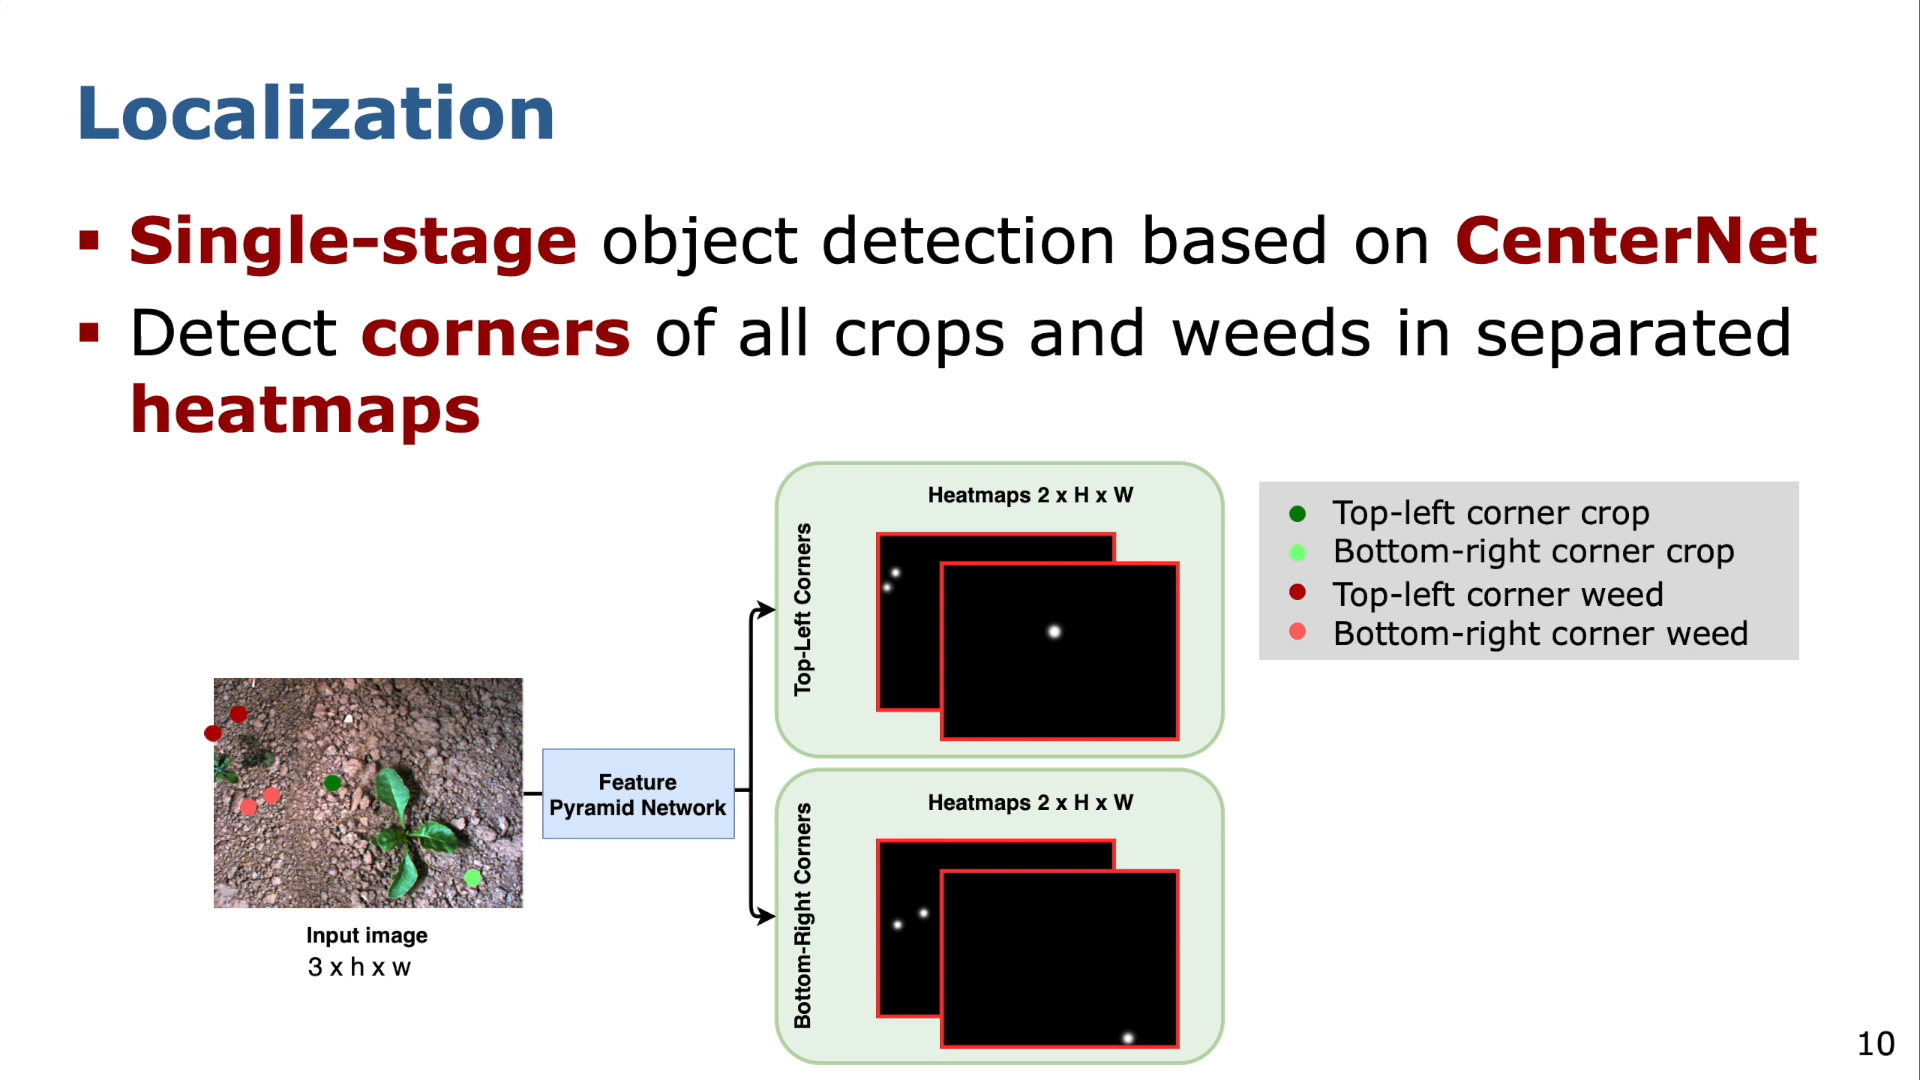 Localization
▪ Single-stage object detection based on CenterNet
▪ Detect corners of all crops and weeds in separated
heatmaps
Heatmaps 2 x H x W
Top-Left Corners
Top-left corner crop
Bottom-right corner crop
Top-left corner weed
Bottom-right corner weed
Feature
Pyramid Network
Heatmaps 2 x H x W
Bottom-Right Corners
Input image
3 x h x w
10